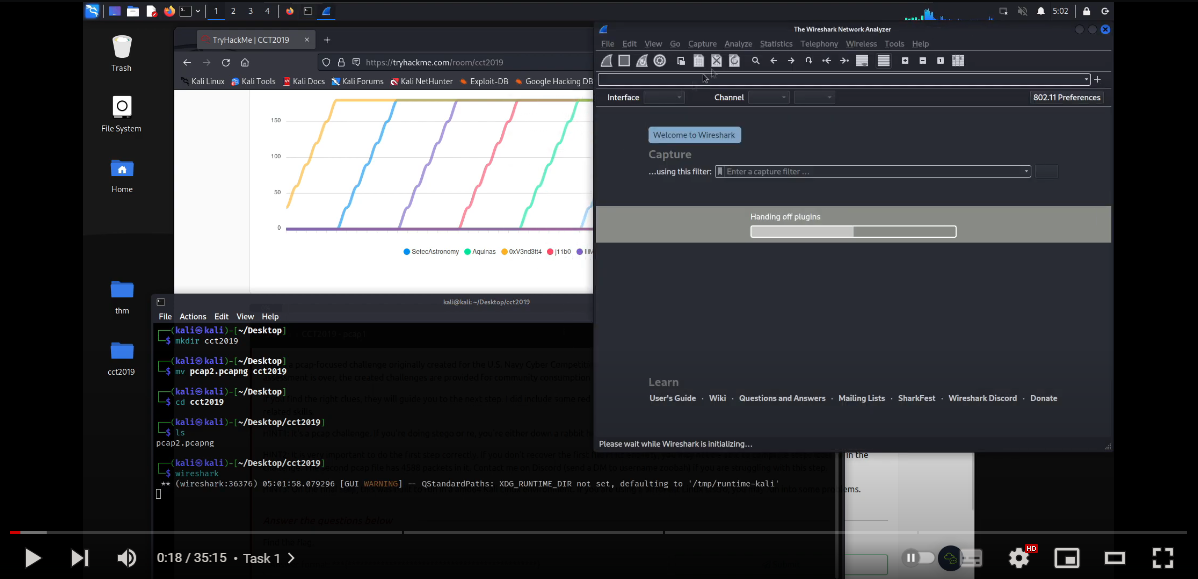 1 2 3 4
5:02
Trash
File System
Home
thm
cct2019
TryHackMe | CCT2019
https://tryhackme.com/room/cct2019
Kali Linux Kali Tools Kali Docs Kali Forums Kali NetHunter Exploit-DB Google Hacking DB
150
100
50
0
SetecAstronomy Aquinas 0xV3rid3t4 j11b0
The Wireshark Network Analyzer
File Edit View Go Capture Analyze Statistics Telephony Wireless Tools Help
Interface Channel 802.11 Preferences
Welcome to Wireshark
Capture
...using this filter: Enter a capture filter ...
Handing off plugins
Learn
User's Guide · Wiki · Questions and Answers · Mailing Lists · SharkFest · Wireshark Discord · Donate
Please wait while Wireshark is initializing...
kali@kali: ~/Desktop/cct2019
File Actions Edit View Help
┌──(kali㉿kali)-[~/Desktop]
└─$ mkdir cct2019
┌──(kali㉿kali)-[~/Desktop]
└─$ mv pcap2.pcapng cct2019
┌──(kali㉿kali)-[~/Desktop]
└─$ cd cct2019
┌──(kali㉿kali)-[~/Desktop/cct2019]
└─$ ls
pcap2.pcapng
┌──(kali㉿kali)-[~/Desktop/cct2019]
└─$ wireshark
** (wireshark:36376) 05:01:58.079296 [GUI WARNING] -- QStandardPaths: XDG_RUNTIME_DIR not set, defaulting to '/tmp/runtime-kali'
in the
ems.
0:18 / 35:15 • Task 1 >
HD